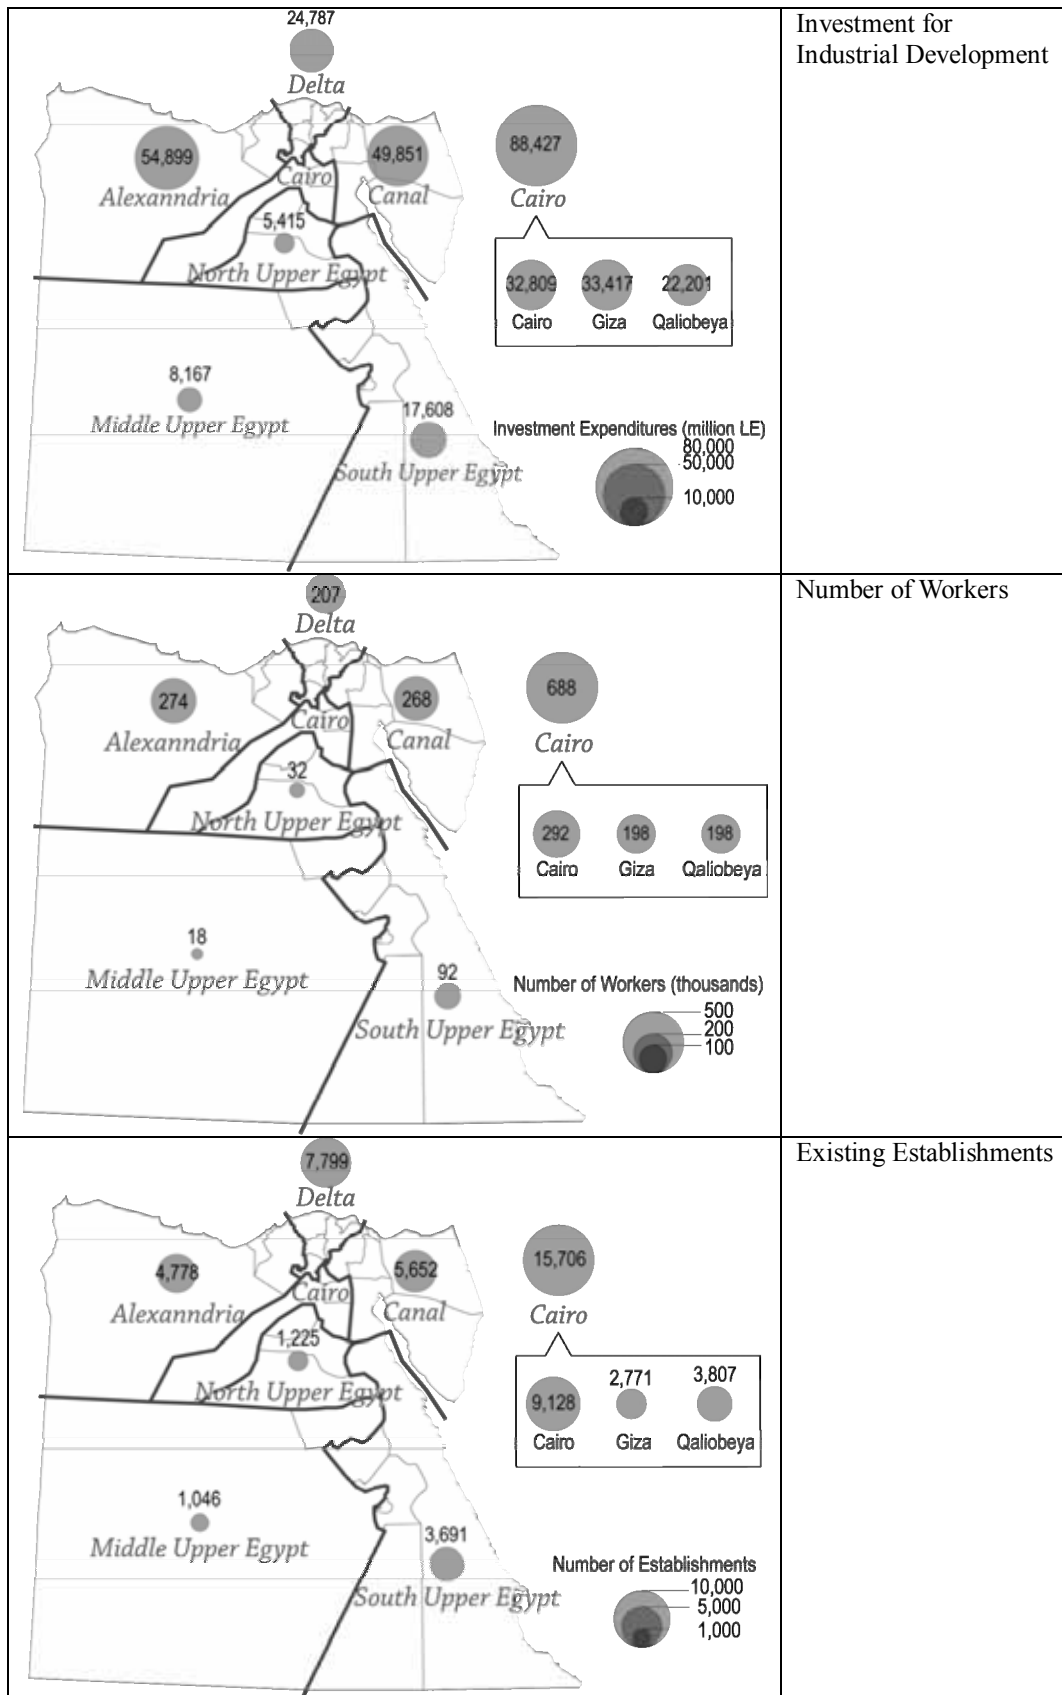 24,787
Delta
54,899
Alexanndria
Cairo
49,851
Canal
5,415
North Upper Egypt
8,167
Middle Upper Egypt
17,608
South Upper Egypt
88,427
Cairo
32,809 33,417 22,201
Cairo Giza Qaliobeya
Investment Expenditures (million LE)
80,000
50,000
10,000
Investment for
Industrial Development
207
Delta
274
Alexanndria
Cairo
268
Canal
32
North Upper Egypt
18
Middle Upper Egypt
92
South Upper Egypt
688
Cairo
292 198 198
Cairo Giza Qaliobeya
Number of Workers (thousands)
500
200
100
Number of Workers
7,799
Delta
4,778
Alexanndria
Cairo
5,652
Canal
1,225
North Upper Egypt
1,046
Middle Upper Egypt
3,691
South Upper Egypt
15,706
Cairo
9,128 2,771 3,807
Cairo Giza Qaliobeya
Number of Establishments
10,000
5,000
1,000
Existing Establishments